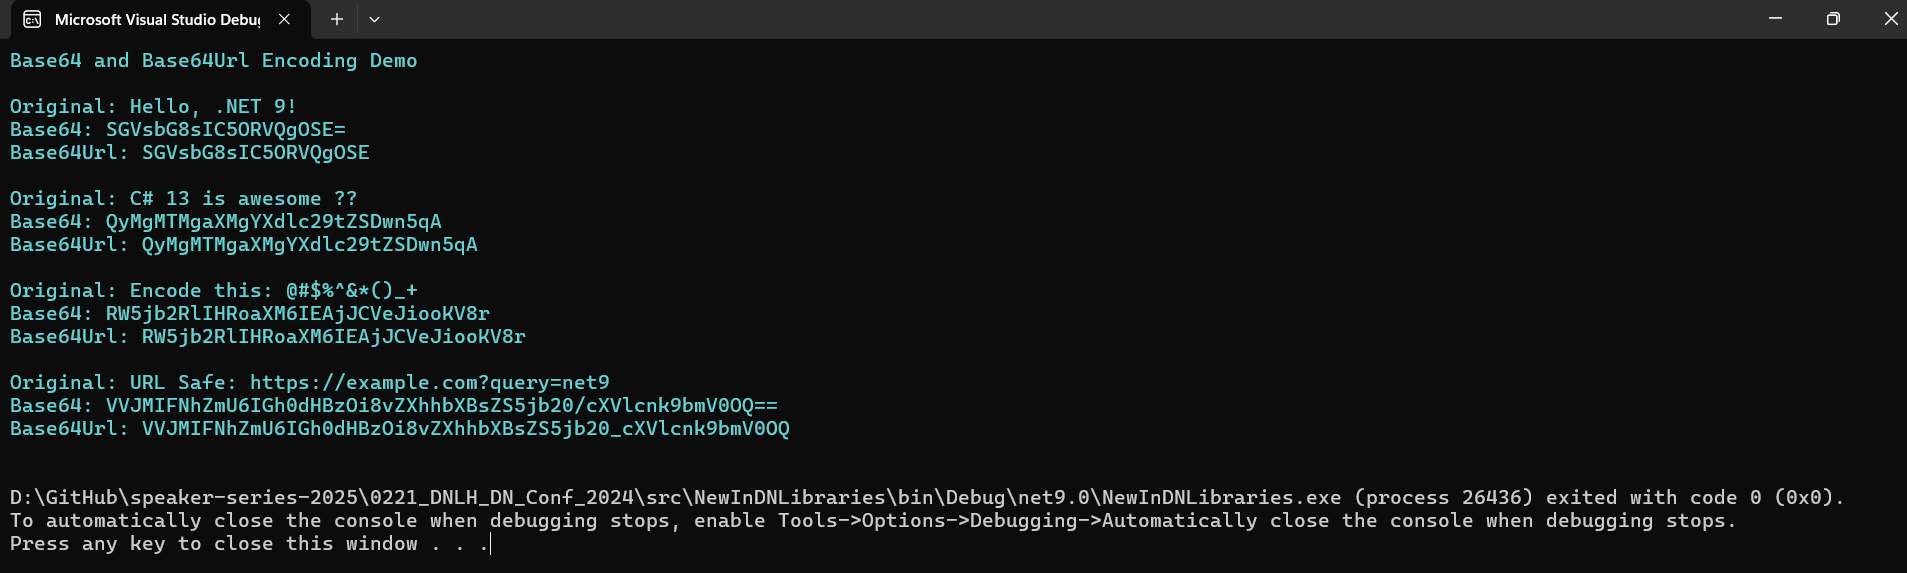 Microsoft Visual Studio Debu
Base64 and Base64Url Encoding Demo
Original: Hello, .NET 9!
Base64: SGVsbG8sIC5ORVQgOSE=
Base64Url: SGVsbG8sIC5ORVQgOSE
Original: C# 13 is awesome ??
Base64: QyMgMTMgaXMgYXdlc29tZSDwn5qA
Base64Url: QyMgMTMgaXMgYXdlc29tZSDwn5qA
Original: Encode this: @#$%^&*()_+
Base64: RW5jb2RlIHRoaXM6IEAjJCVeJiooKV8r
Base64Url: RW5jb2RlIHRoaXM6IEAjJCVeJiooKV8r
Original: URL Safe: https://example.com?query=net9
Base64: VVJMIFNhZmU6IGh0dHBzOi8vZXhhbXBsZS5jb20/cXVlcnk9bmV0OQ==
Base64Url: VVJMIFNhZmU6IGh0dHBzOi8vZXhhbXBsZS5jb20_cXVlcnk9bmV0OQ
D:\GitHub\speaker-series-2025\0221_DNLH_DN_Conf_2024\src\NewInDNLibraries\bin\Debug\net9.0\NewInDNLibraries.exe (process 26436) exited with code 0 (0x0).
To automatically close the console when debugging stops, enable Tools->Options->Debugging->Automatically close the console when debugging stops.
Press any key to close this window . . .